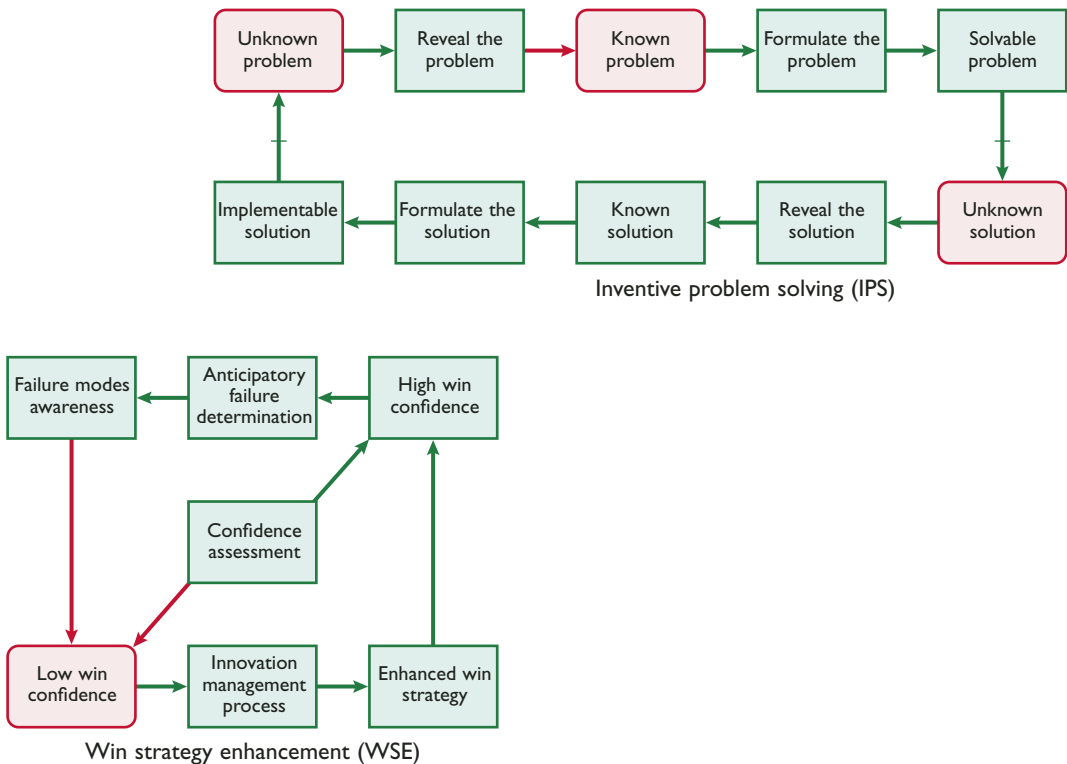 Unknown
problem
Reveal the
problem
Known
problem
Formulate the
problem
Solvable
problem
Implementable
solution
Formulate the
solution
Known
solution
Reveal the
solution
Unknown
solution
Inventive problem solving (IPS)
Failure modes
awareness
Anticipatory
failure
determination
High win
confidence
Confidence
assessment
Low win
confidence
Innovation
management
process
Enhanced win
strategy
Win strategy enhancement (WSE)